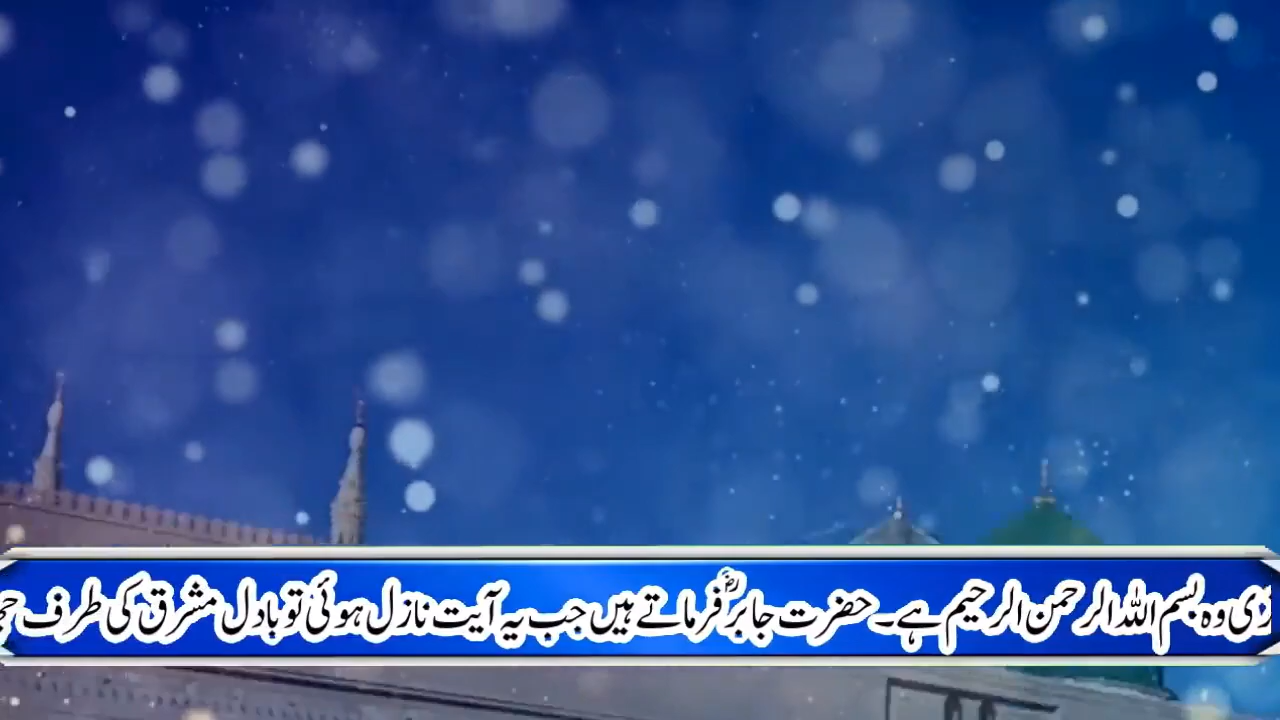 وہ بسم اللہ الرحمن الرحیم ہے۔ حضرت جابرؓ فرماتے ہیں جب یہ آیت نازل ہوئی تو بادل مشرق کی طرف